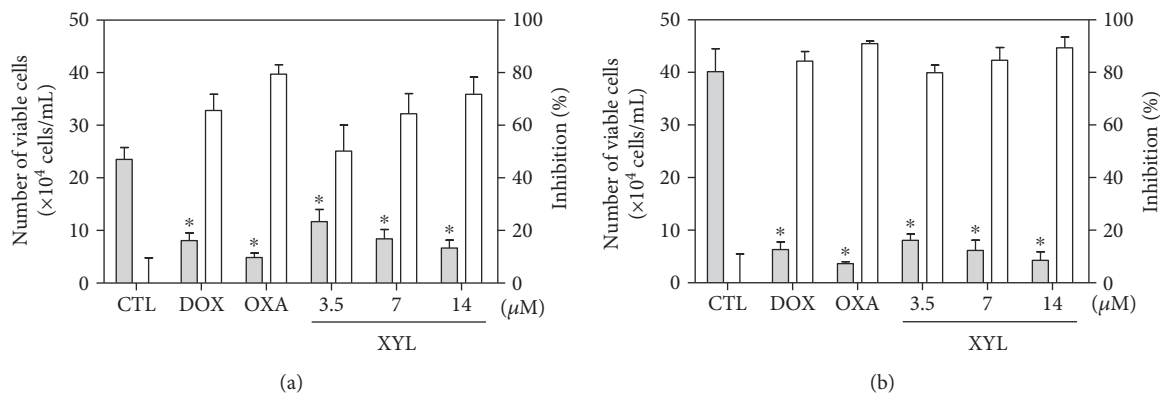 50
40
30
20
10
0
Number of viable cells
(×10⁴ cells/mL)
100
80
60
40
20
0
Inhibition (%)
* * * * *
CTL DOX OXA 3.5 7 14 (μM)
XYL
(a)
50
40
30
20
10
0
Number of viable cells
(×10⁴ cells/mL)
100
80
60
40
20
0
Inhibition (%)
* * * * *
CTL DOX OXA 3.5 7 14 (μM)
XYL
(b)